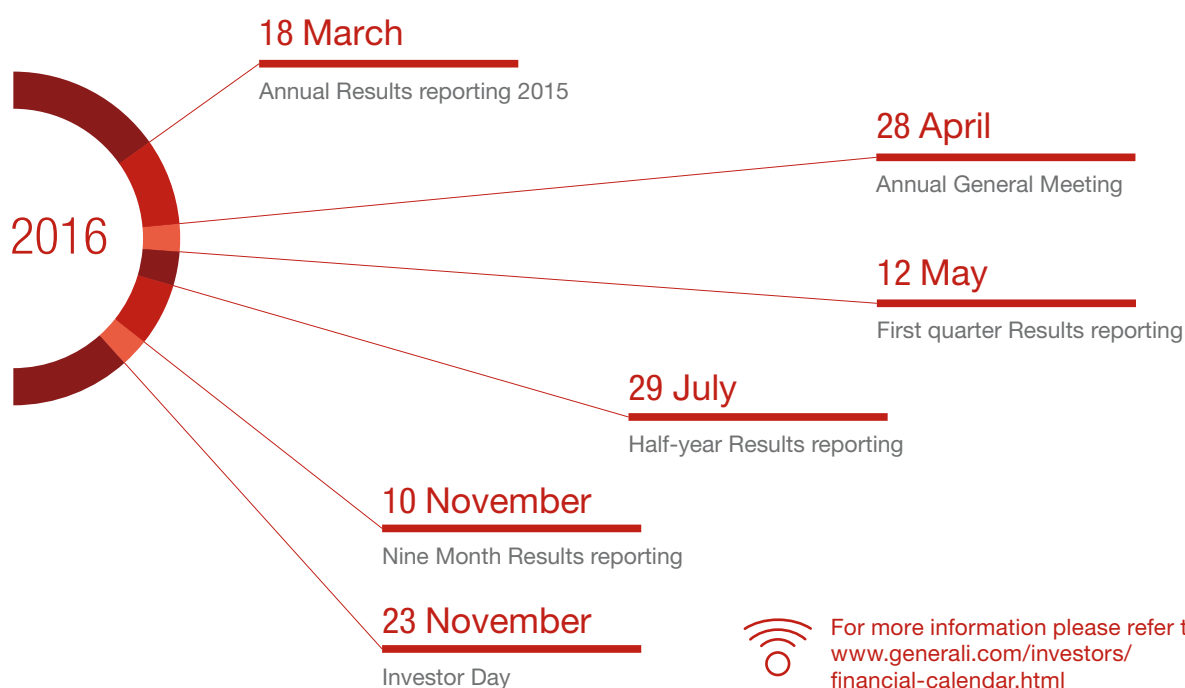 2016
18 March
Annual Results reporting 2015
28 April
Annual General Meeting
12 May
First quarter Results reporting
29 July
Half-year Results reporting
10 November
Nine Month Results reporting
23 November
Investor Day
For more information please refer t
www.generali.com/investors/
financial-calendar.html